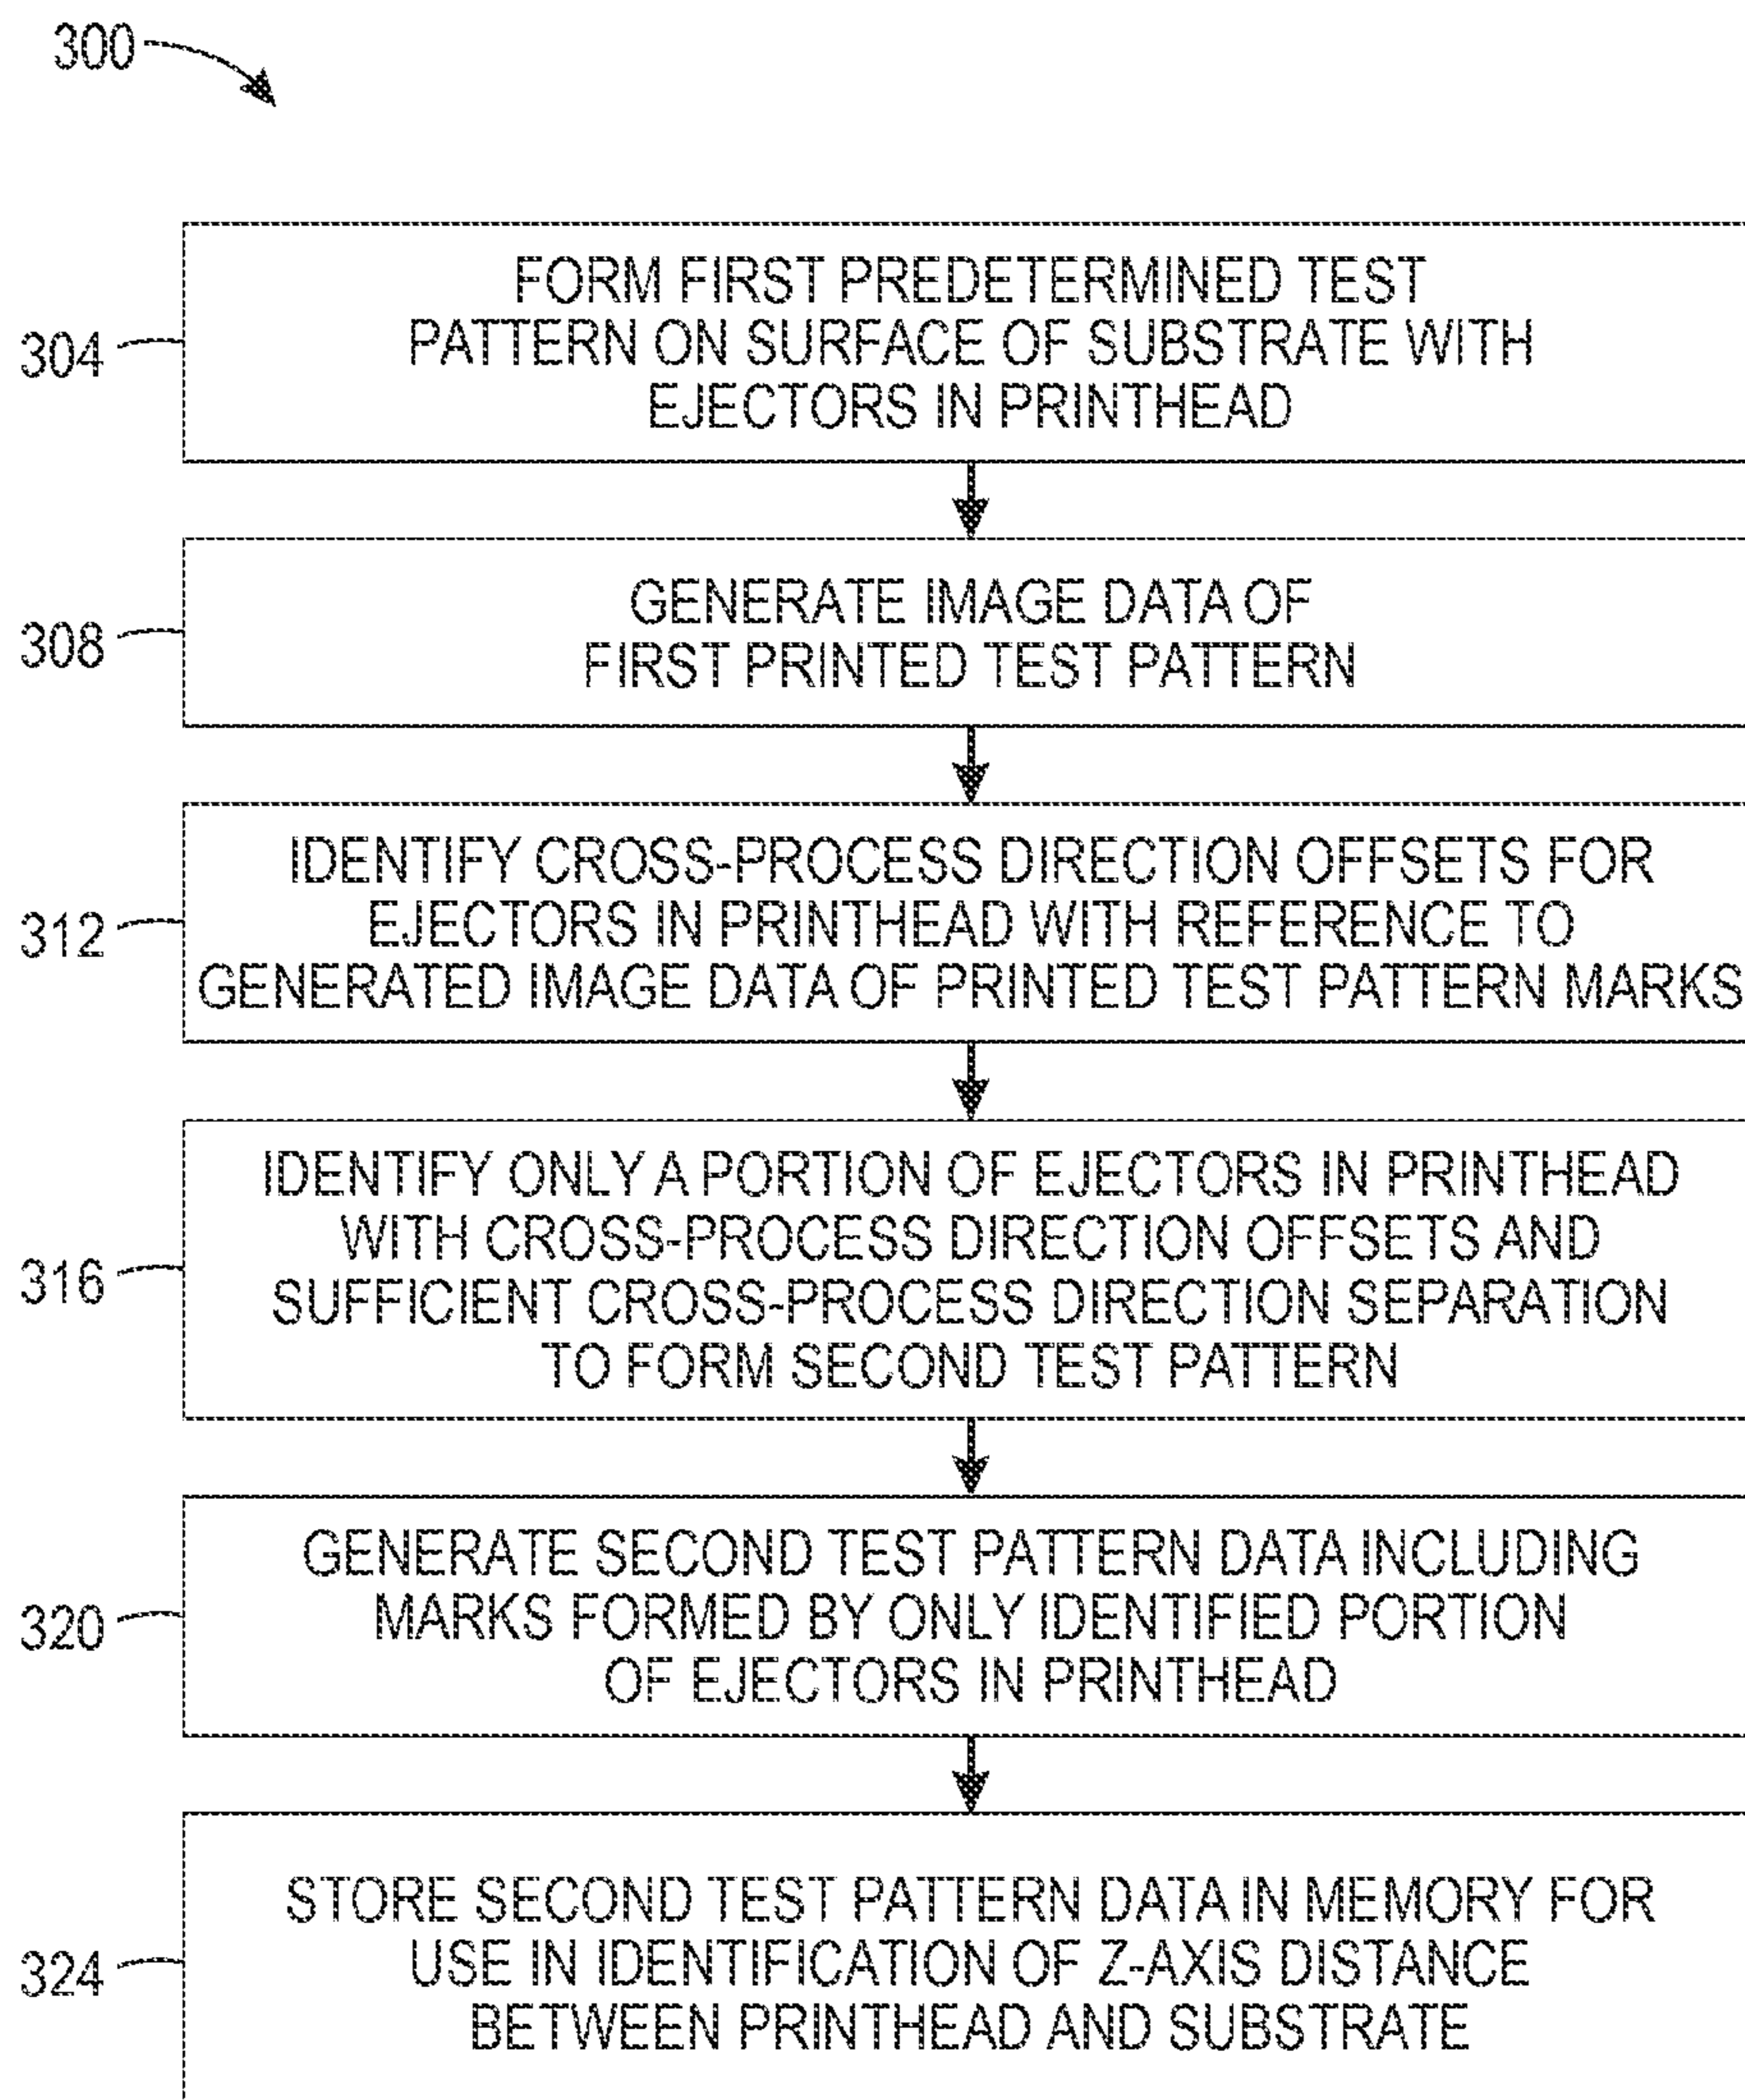 300
304
FORM FIRST PREDETERMINED TEST
PATTERN ON SURFACE OF SUBSTRATE WITH
EJECTORS IN PRINTHEAD
308
GENERATE IMAGE DATA OF
FIRST PRINTED TEST PATTERN
312
IDENTIFY CROSS-PROCESS DIRECTION OFFSETS FOR
EJECTORS IN PRINTHEAD WITH REFERENCE TO
GENERATED IMAGE DATA OF PRINTED TEST PATTERN MARKS
316
IDENTIFY ONLY A PORTION OF EJECTORS IN PRINTHEAD
WITH CROSS-PROCESS DIRECTION OFFSETS AND
SUFFICIENT CROSS-PROCESS DIRECTION SEPARATION
TO FORM SECOND TEST PATTERN
320
GENERATE SECOND TEST PATTERN DATA INCLUDING
MARKS FORMED BY ONLY IDENTIFIED PORTION
OF EJECTORS IN PRINTHEAD
324
STORE SECOND TEST PATTERN DATA IN MEMORY FOR
USE IN IDENTIFICATION OF Z-AXIS DISTANCE
BETWEEN PRINTHEAD AND SUBSTRATE